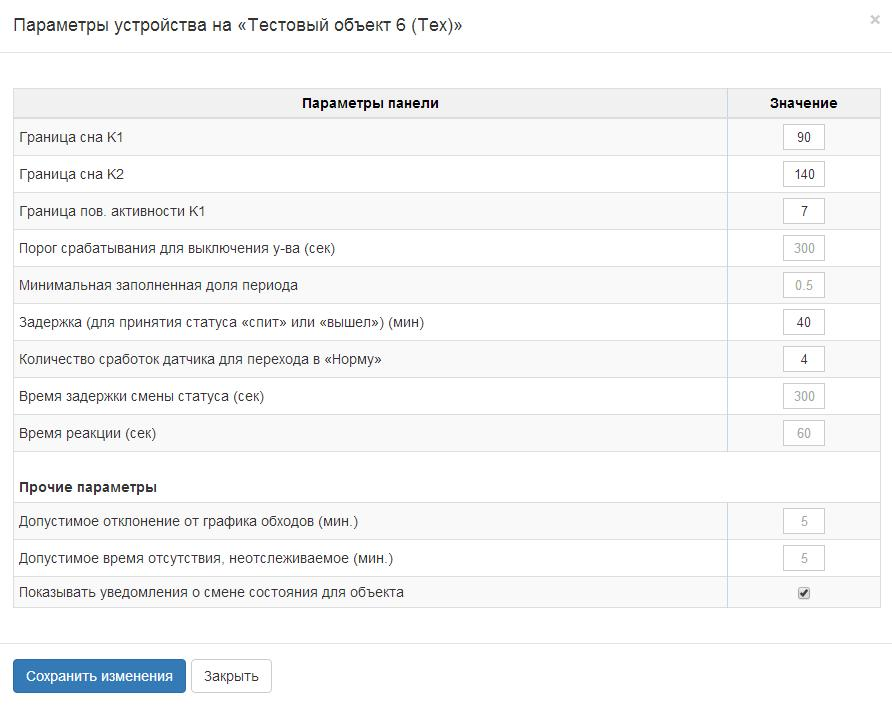 Параметры устройства на «Тестовый объект 6 (Тех)»
×
Параметры панели Значение
Граница сна К1 90
Граница сна К2 140
Граница пов. активности К1 7
Порог срабатывания для выключения у-ва (сек) 300
Минимальная заполненная доля периода 0.5
Задержка (для принятия статуса «спит» или «вышел») (мин) 40
Количество сработок датчика для перехода в «Норму» 4
Время задержки смены статуса (сек) 300
Время реакции (сек) 60
Прочие параметры
Допустимое отклонение от графика обходов (мин.) 5
Допустимое время отсутствия, неотслеживаемое (мин.) 5
Показывать уведомления о смене состояния для объекта
Сохранить изменения Закрыть